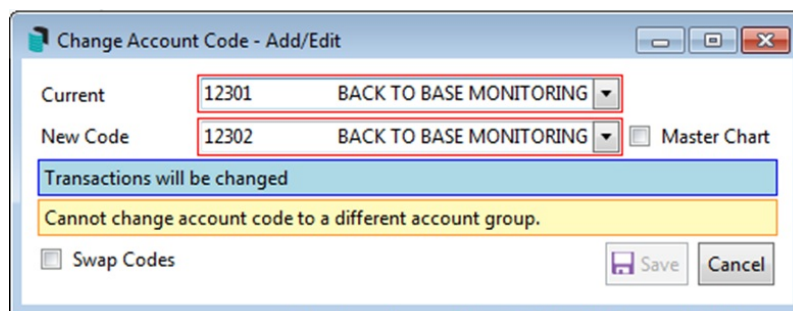 Change Account Code - Add/Edit
Current 12301 BACK TO BASE MONITORING
New Code 12302 BACK TO BASE MONITORING Master Chart
Transactions will be changed
Cannot change account code to a different account group.
Swap Codes Save Cancel